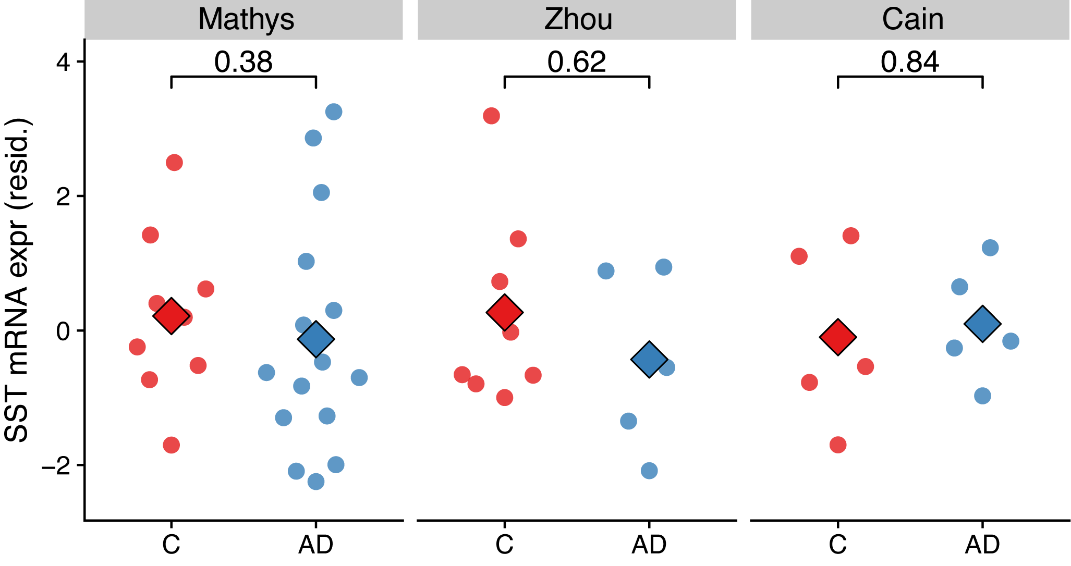 Mathys
Zhou
Cain
0.38
0.62
0.84
SST mRNA expr (resid.)
4
2
0
−2
C
AD
C
AD
C
AD